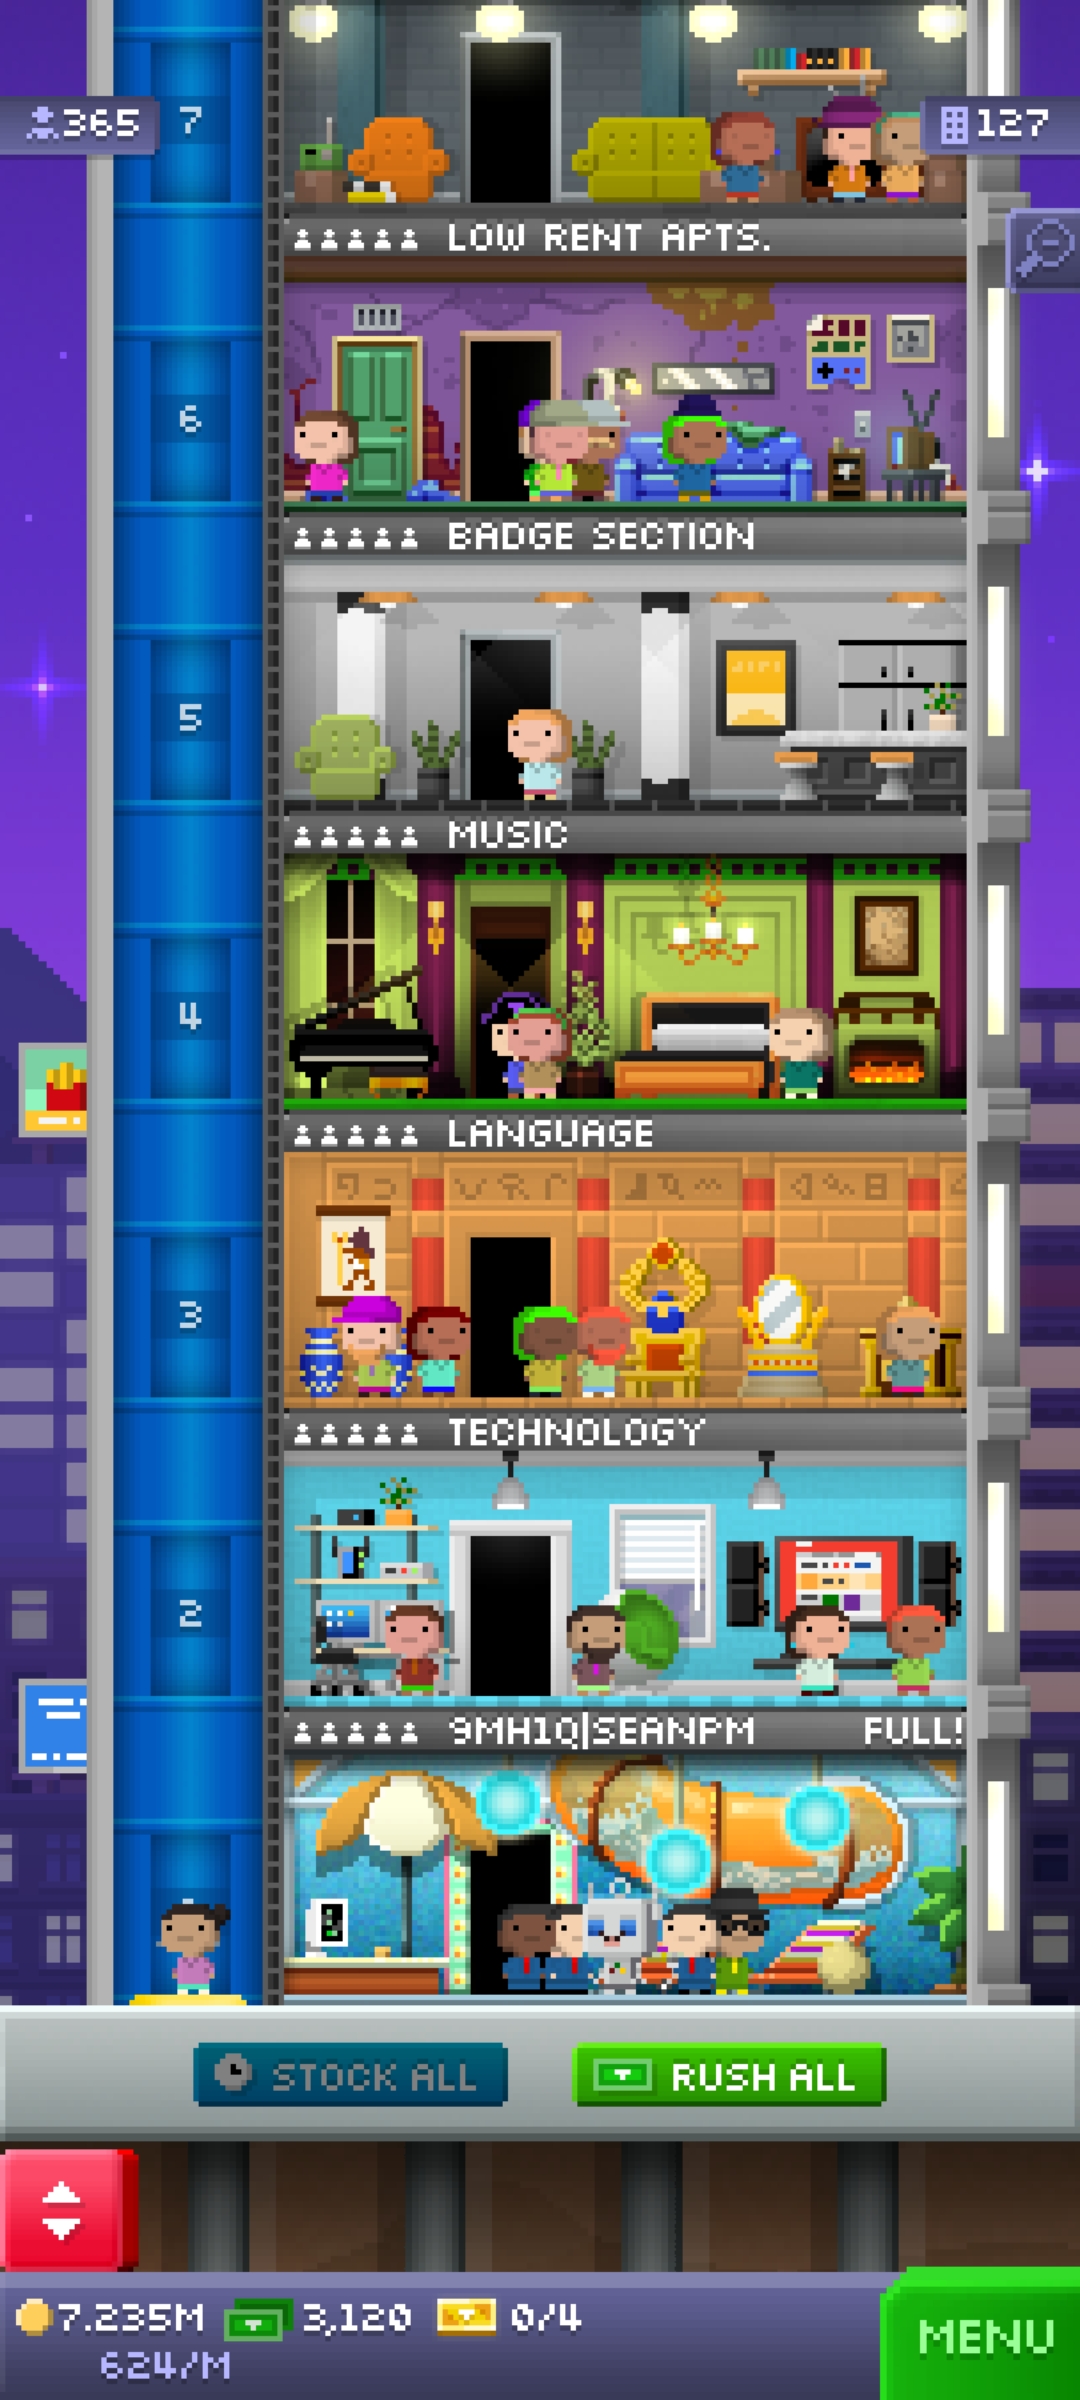 7
365
127
LOW RENT APTS.
6
BADGE SECTION
5
MUSIC
4
LANGUAGE
3
TECHNOLOGY
2
9MH1Q|SEANPM FULL!
STOCK ALL
RUSH ALL
7.235M 3,120 0/4
624/M
MENU